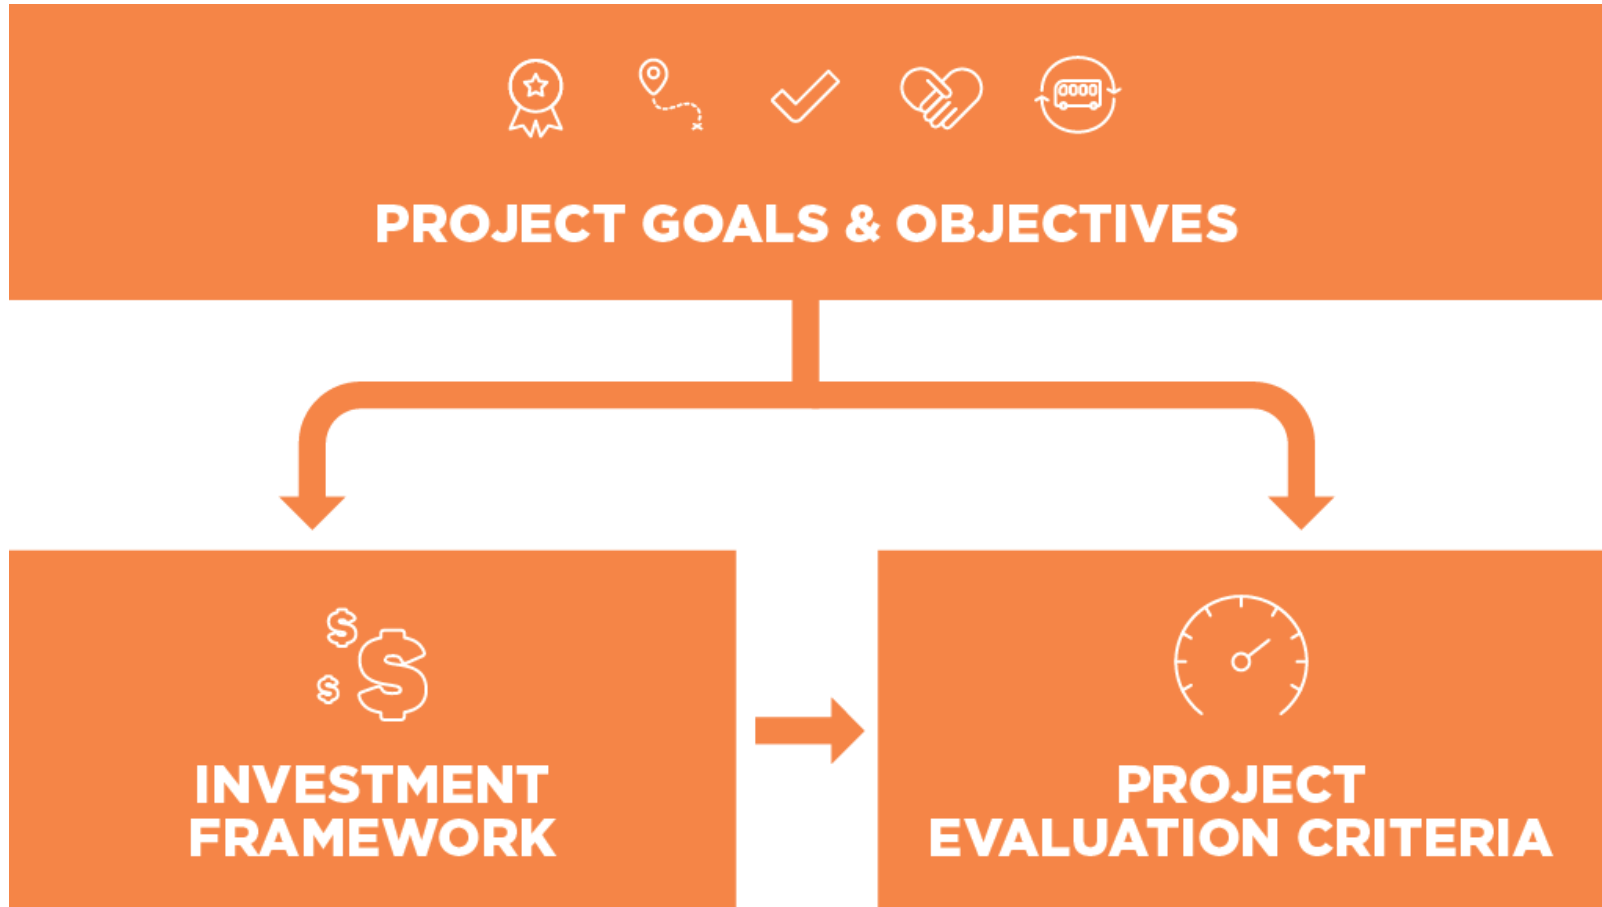 PROJECT GOALS & OBJECTIVES
INVESTMENT
FRAMEWORK
PROJECT
EVALUATION CRITERIA